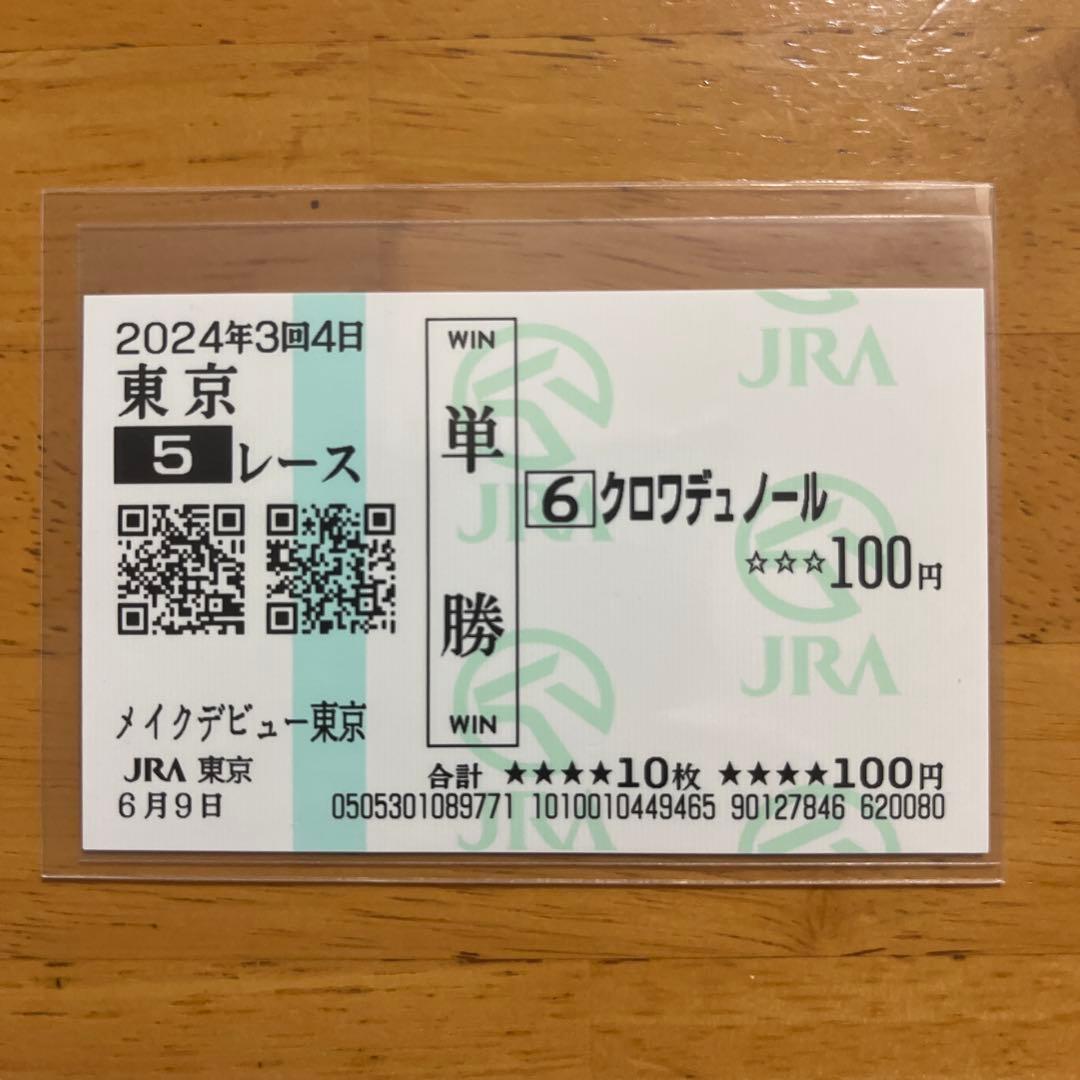 2024年3回4日
東京
5レース
メイクデビュー東京
JRA 東京
6月9日
WIN
単勝
WIN
6 クロワデュノール
☆☆☆100円
合計 ★★★★10枚 ★★★★100円
0505301089771 1010010449465 90127846 620080
JRA
JRA
JRA
JRA